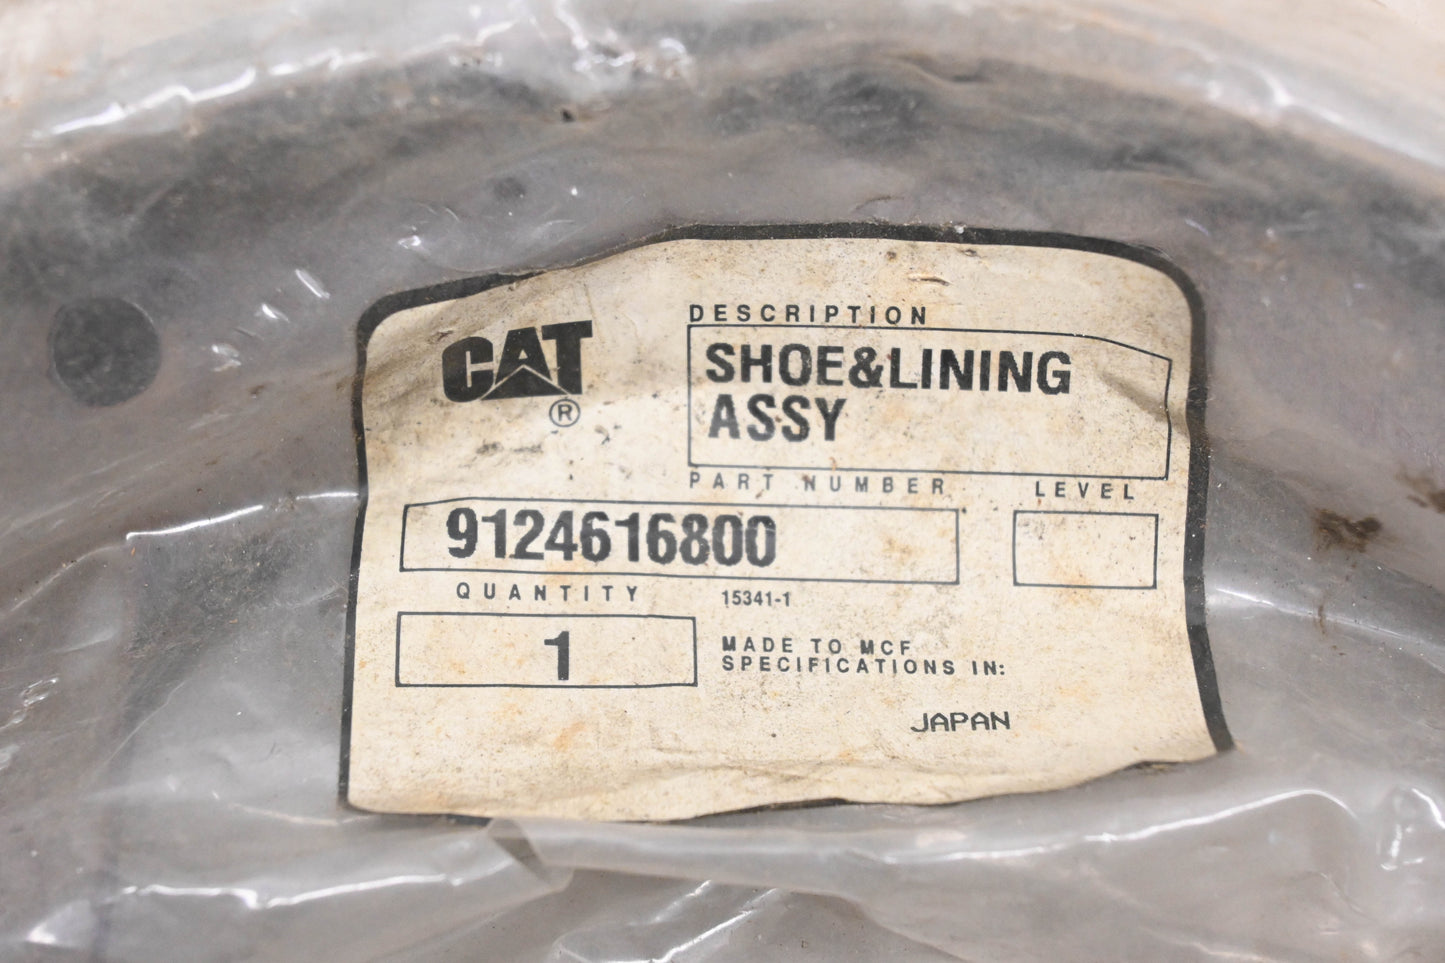 CAT
®
DESCRIPTION
SHOE&LINING
ASSY
PART NUMBER
LEVEL
9124616800
QUANTITY
15341-1
1
MADE TO MCF
SPECIFICATIONS IN:
JAPAN